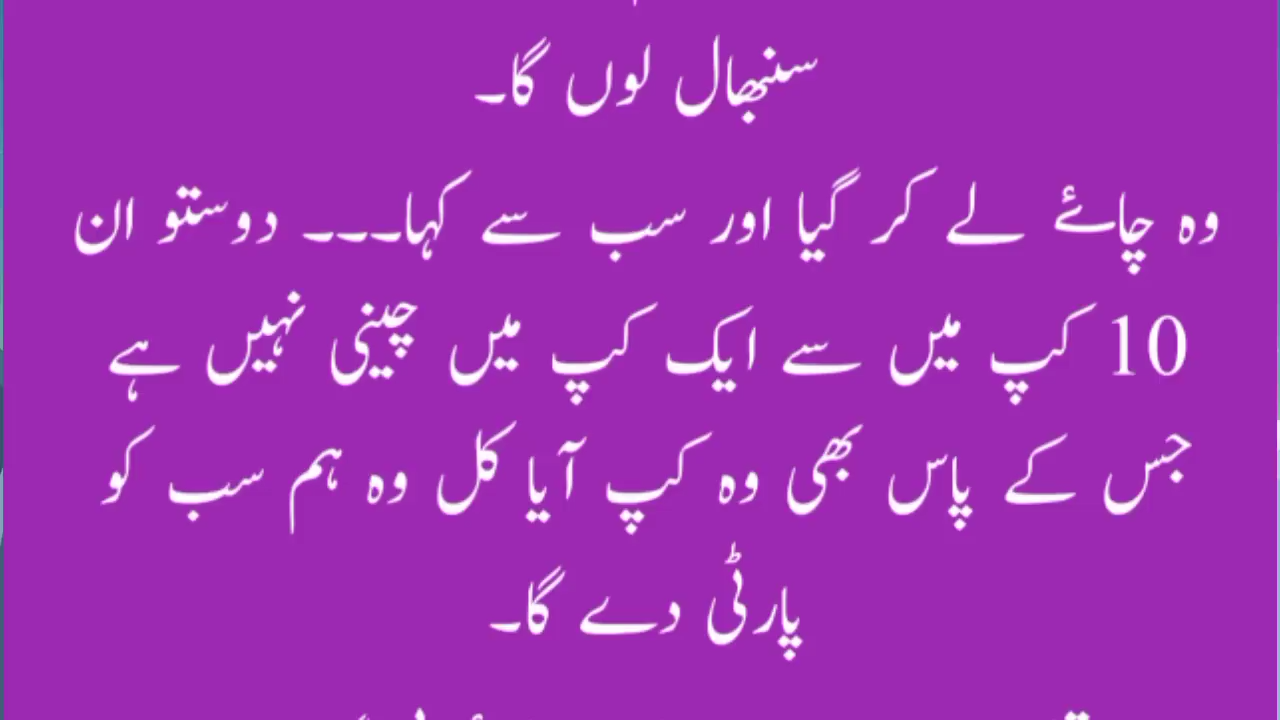 سنبھال لوں گا۔
وہ چائے لے کر گیا اور سب سے کہا۔۔۔ دوستو ان
10 کپ میں سے ایک کپ میں چینی نہیں ہے
جس کے پاس بھی وہ کپ آیا کل وہ ہم سب کو
پارٹی دے گا۔